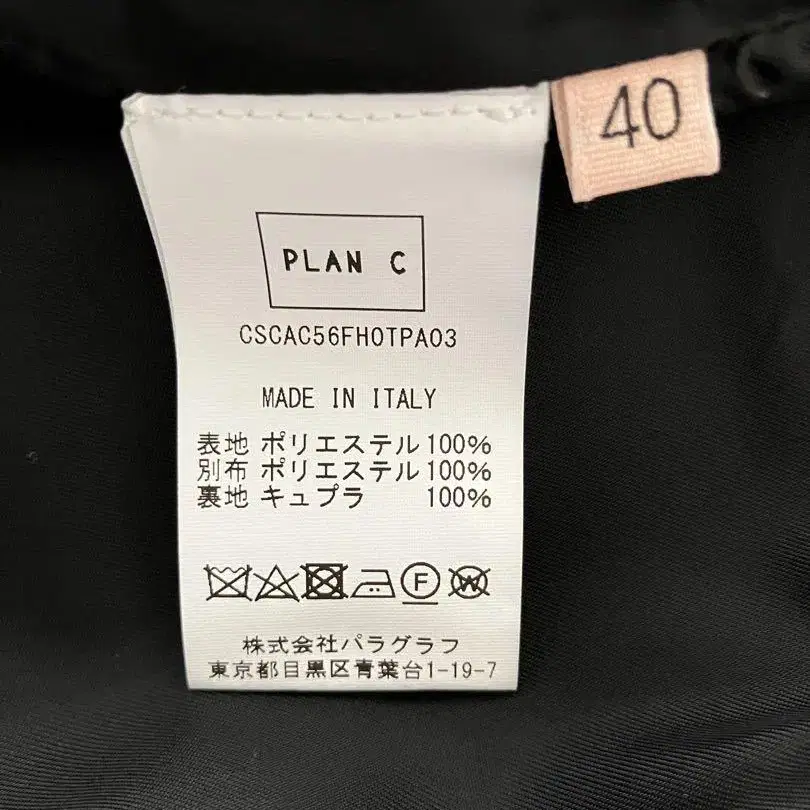 40
PLAN C
CSCAC56FH0TPA03
MADE IN ITALY
表地 ポリエステル 100%
別布 ポリエステル 100%
裏地 キュプラ 100%
F W
株式会社パラグラフ
東京都目黒区青葉台1-19-7